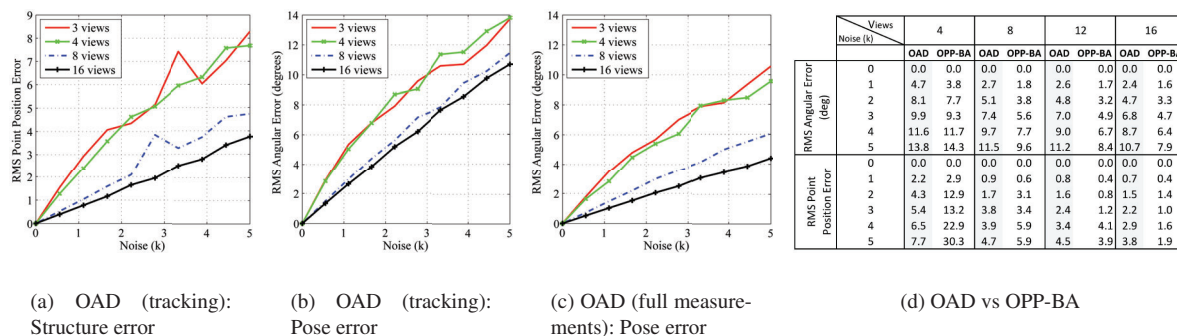 RMS Point Position Error
9
8
7
6
5
4
3
2
1
0
0 1 2 3 4 5
Noise (k)
3 views
4 views
8 views
16 views
RMS Angular Error (degrees)
14
12
10
8
6
4
2
0
0 1 2 3 4 5
Noise (k)
3 views
4 views
8 views
16 views
RMS Angular Error (degrees)
14
12
10
8
6
4
2
0
0 1 2 3 4 5
Noise (k)
3 views
4 views
8 views
16 views
Views 4 8 12 16
Noise (k)
OAD OPP-BA OAD OPP-BA OAD OPP-BA OAD OPP-BA
RMS Angular Error
(deg)
0 0.0 0.0 0.0 0.0 0.0 0.0 0.0 0.0
1 4.7 3.8 2.7 1.8 2.6 1.7 2.4 1.6
2 8.1 7.7 5.1 3.8 4.8 3.2 4.7 3.3
3 9.9 9.3 7.4 5.6 7.0 4.9 6.8 4.7
4 11.6 11.7 9.7 7.7 9.0 6.7 8.7 6.4
5 13.8 14.3 11.5 9.6 11.2 8.4 10.7 7.9
RMS Point
Position Error
0 0.0 0.0 0.0 0.0 0.0 0.0 0.0 0.0
1 2.2 2.9 0.9 0.6 0.8 0.4 0.7 0.4
2 4.3 12.9 1.7 3.1 1.6 0.8 1.5 1.4
3 5.4 13.2 3.8 3.4 2.4 1.2 2.2 1.0
4 6.5 22.9 3.9 5.9 3.4 4.1 2.9 1.6
5 7.7 30.3 4.7 5.9 4.5 3.9 3.8 1.9
(a) OAD (tracking):
Structure error
(b) OAD (tracking):
Pose error
(c) OAD (full measure-
ments): Pose error
(d) OAD vs OPP-BA